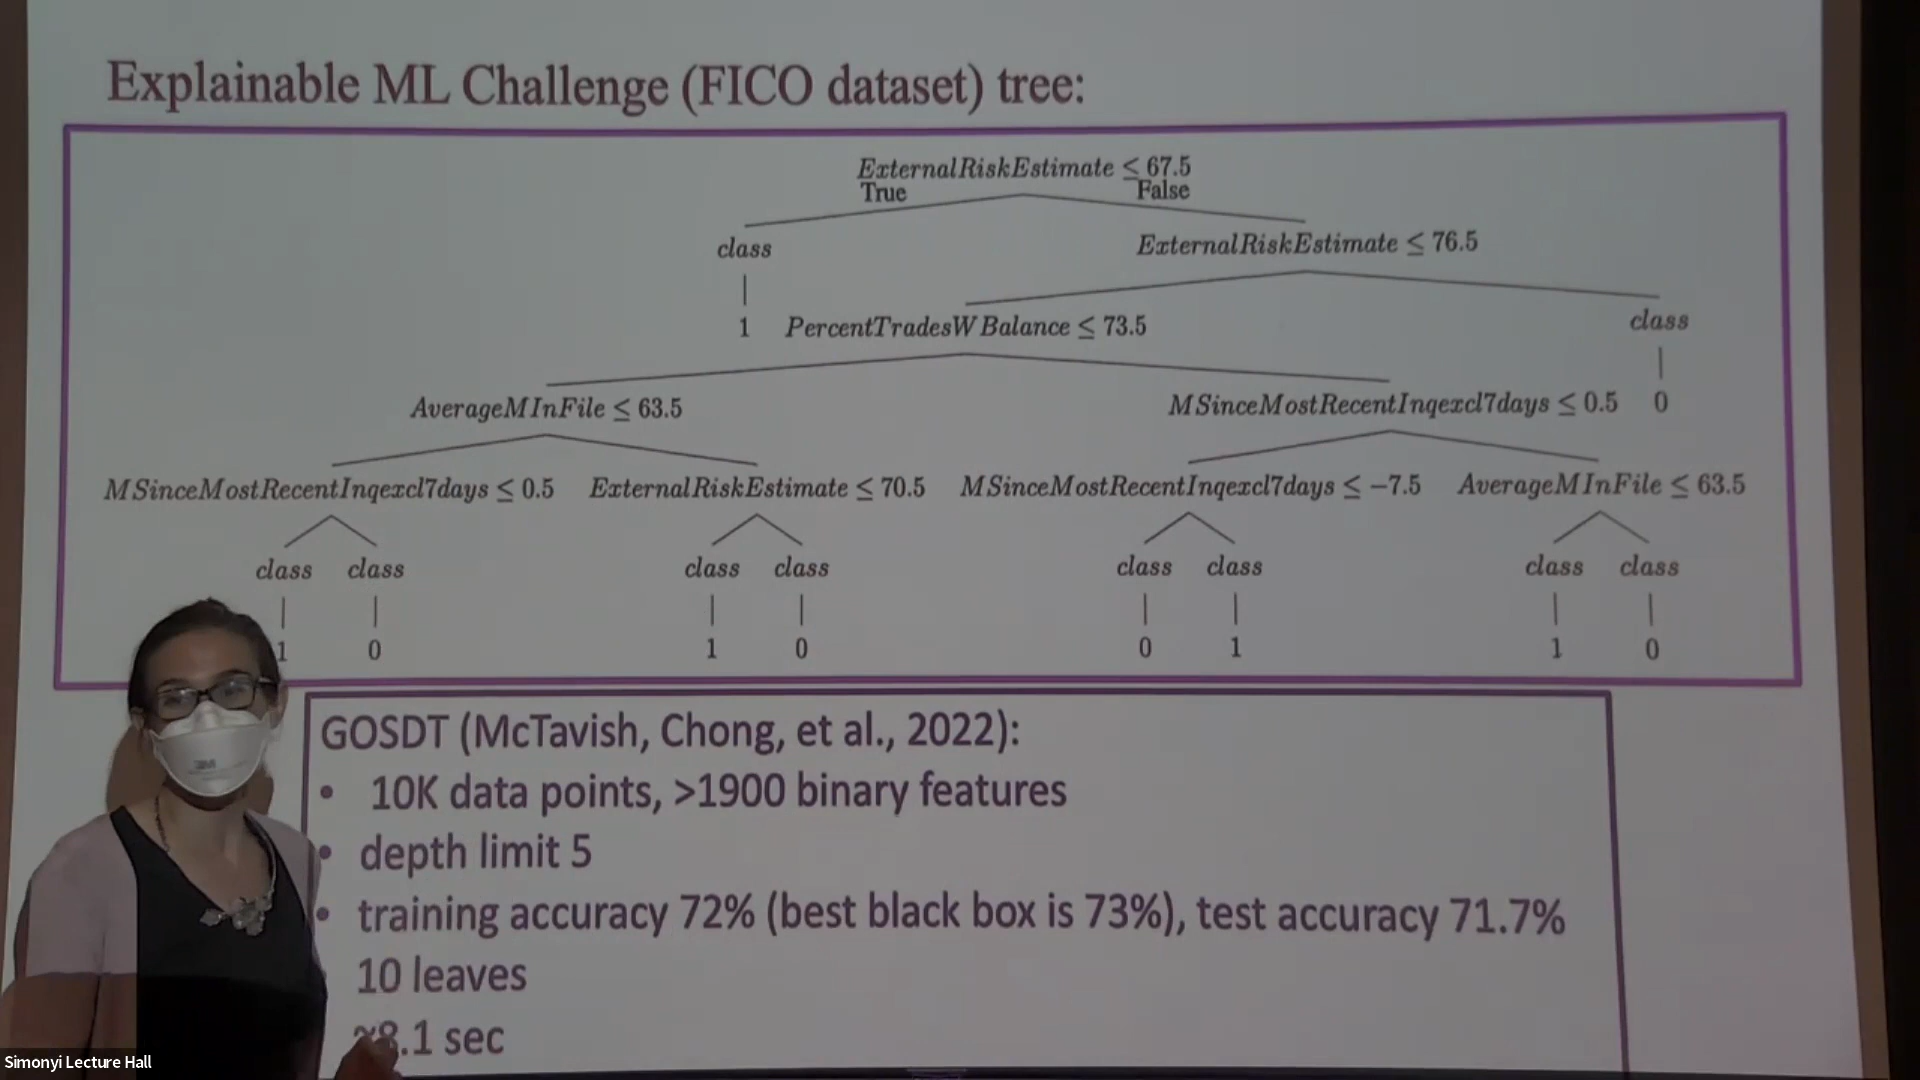 Explainable ML Challenge (FICO dataset) tree:
ExternalRiskEstimate ≤ 67.5
True False
class ExternalRiskEstimate ≤ 76.5
1 PercentTradesWBalance ≤ 73.5 class
AverageMInFile ≤ 63.5 MSinceMostRecentInqexcl7days ≤ 0.5 0
MSinceMostRecentInqexcl7days ≤ 0.5 ExternalRiskEstimate ≤ 70.5 MSinceMostRecentInqexcl7days ≤ −7.5 AverageMInFile ≤ 63.5
class class class class class class class class
1 0 1 0 0 1 1 0
GOSDT (McTavish, Chong, et al., 2022):
• 10K data points, >1900 binary features
• depth limit 5
• training accuracy 72% (best black box is 73%), test accuracy 71.7%
10 leaves
≈8.1 sec
3M
Simonyi Lecture Hall